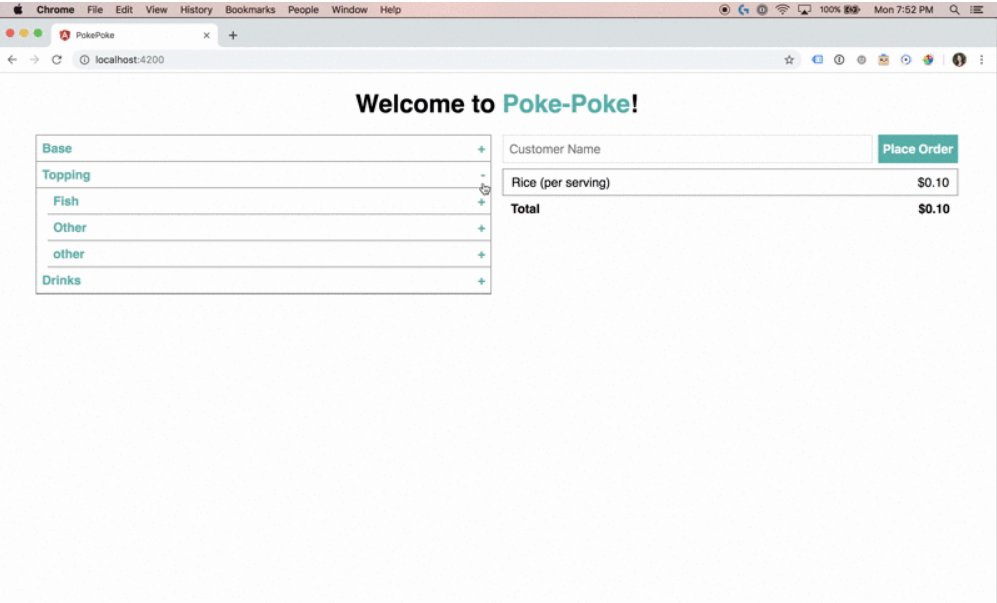 Chrome File Edit View History Bookmarks People Window Help 100% Mon 7:52 PM
PokePoke
localhost:4200
Welcome to Poke-Poke!
Base +
Topping -
Fish +
Other +
other +
Drinks +
Customer Name Place Order
Rice (per serving) $0.10
Total $0.10